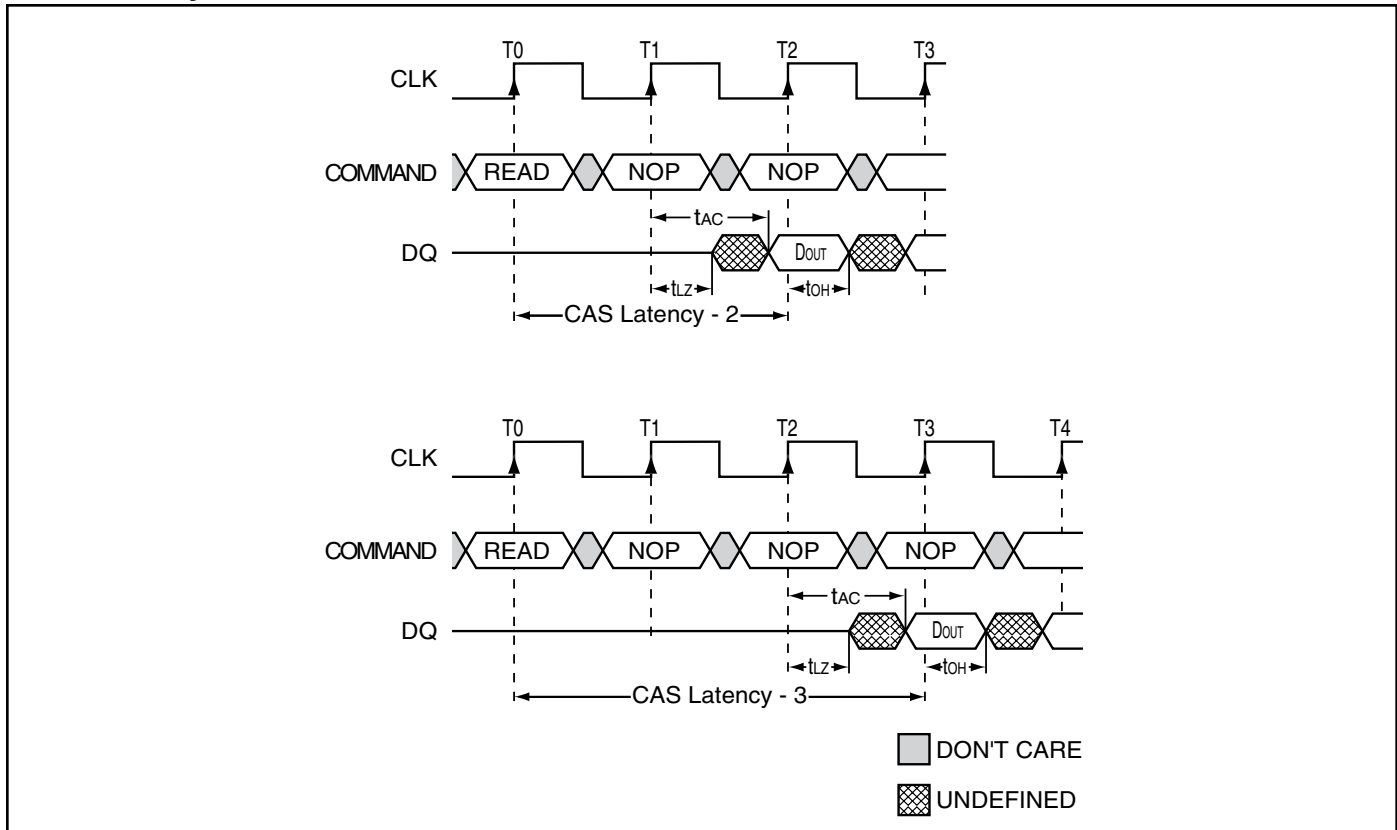 T0 T1 T2 T3
CLK
COMMAND READ NOP NOP
tAC
DQ DOUT
tLZ tOH
CAS Latency - 2
T0 T1 T2 T3 T4
CLK
COMMAND READ NOP NOP NOP
tAC
DQ DOUT
tLZ tOH
CAS Latency - 3
DON'T CARE
UNDEFINED